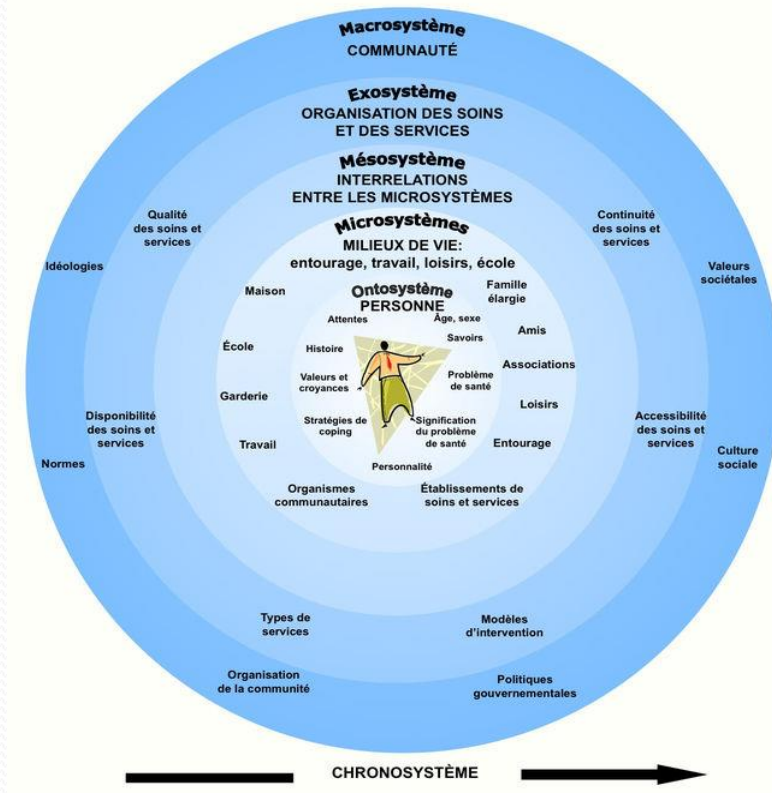 Macrosystème
COMMUNAUTÉ
Exosystème
ORGANISATION DES SOINS
ET DES SERVICES
Mésosystème
INTERRELATIONS
ENTRE LES MICROSYSTÈMES
Qualité
des soins et
services
Continuité
des soins et
services
Microsystèmes
MILIEUX DE VIE:
entourage, travail, loisirs, école
Idéologies
Valeurs
sociétales
Maison
Ontosystème
PERSONNE
Famille
élargie
Attentes
Âge, sexe
Amis
École
Histoire
Savoirs
Associations
Valeurs et
croyances
Problème
de santé
Garderie
Loisirs
Disponibilité
des soins et
services
Stratégies de
coping
Signification
du problème
de santé
Accessibilité
des soins et
services
Travail
Entourage
Normes
Culture
sociale
Personnalité
Organismes
communautaires
Établissements de
soins et services
Types de
services
Modèles
d'intervention
Organisation
de la communité
Politiques
gouvernementales
CHRONOSYSTÈME